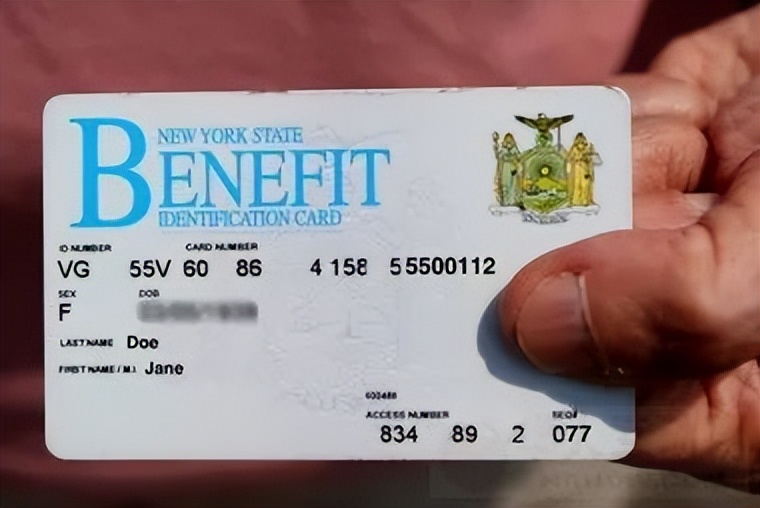 NEW YORK STATE
BENEFIT
IDENTIFICATION CARD
ID NUMBER CARD NUMBER
VG 55V 60 86 4 158 55500112
SEX DOB
F
LAST NAME Doe
FIRST NAME / M.I. Jane
ACCESS NUMBER SEQ#
834 89 2 077